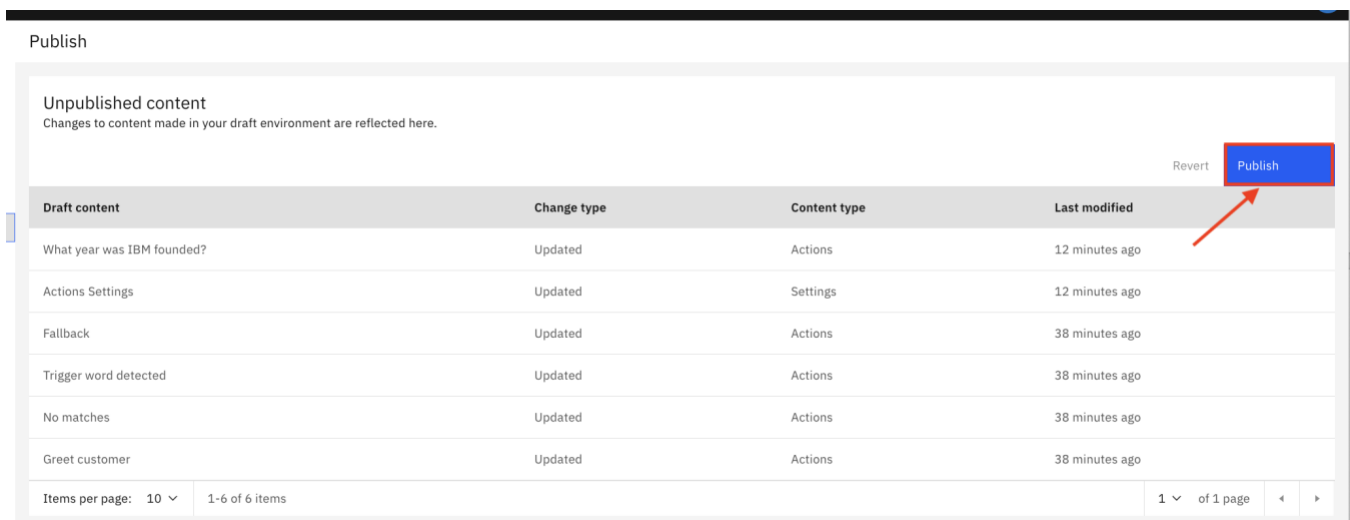 Publish
Unpublished content
Changes to content made in your draft environment are reflected here.
Revert Publish
Draft content Change type Content type Last modified
What year was IBM founded? Updated Actions 12 minutes ago
Actions Settings Updated Settings 12 minutes ago
Fallback Updated Actions 38 minutes ago
Trigger word detected Updated Actions 38 minutes ago
No matches Updated Actions 38 minutes ago
Greet customer Updated Actions 38 minutes ago
Items per page: 10 1-6 of 6 items 1 of 1 page